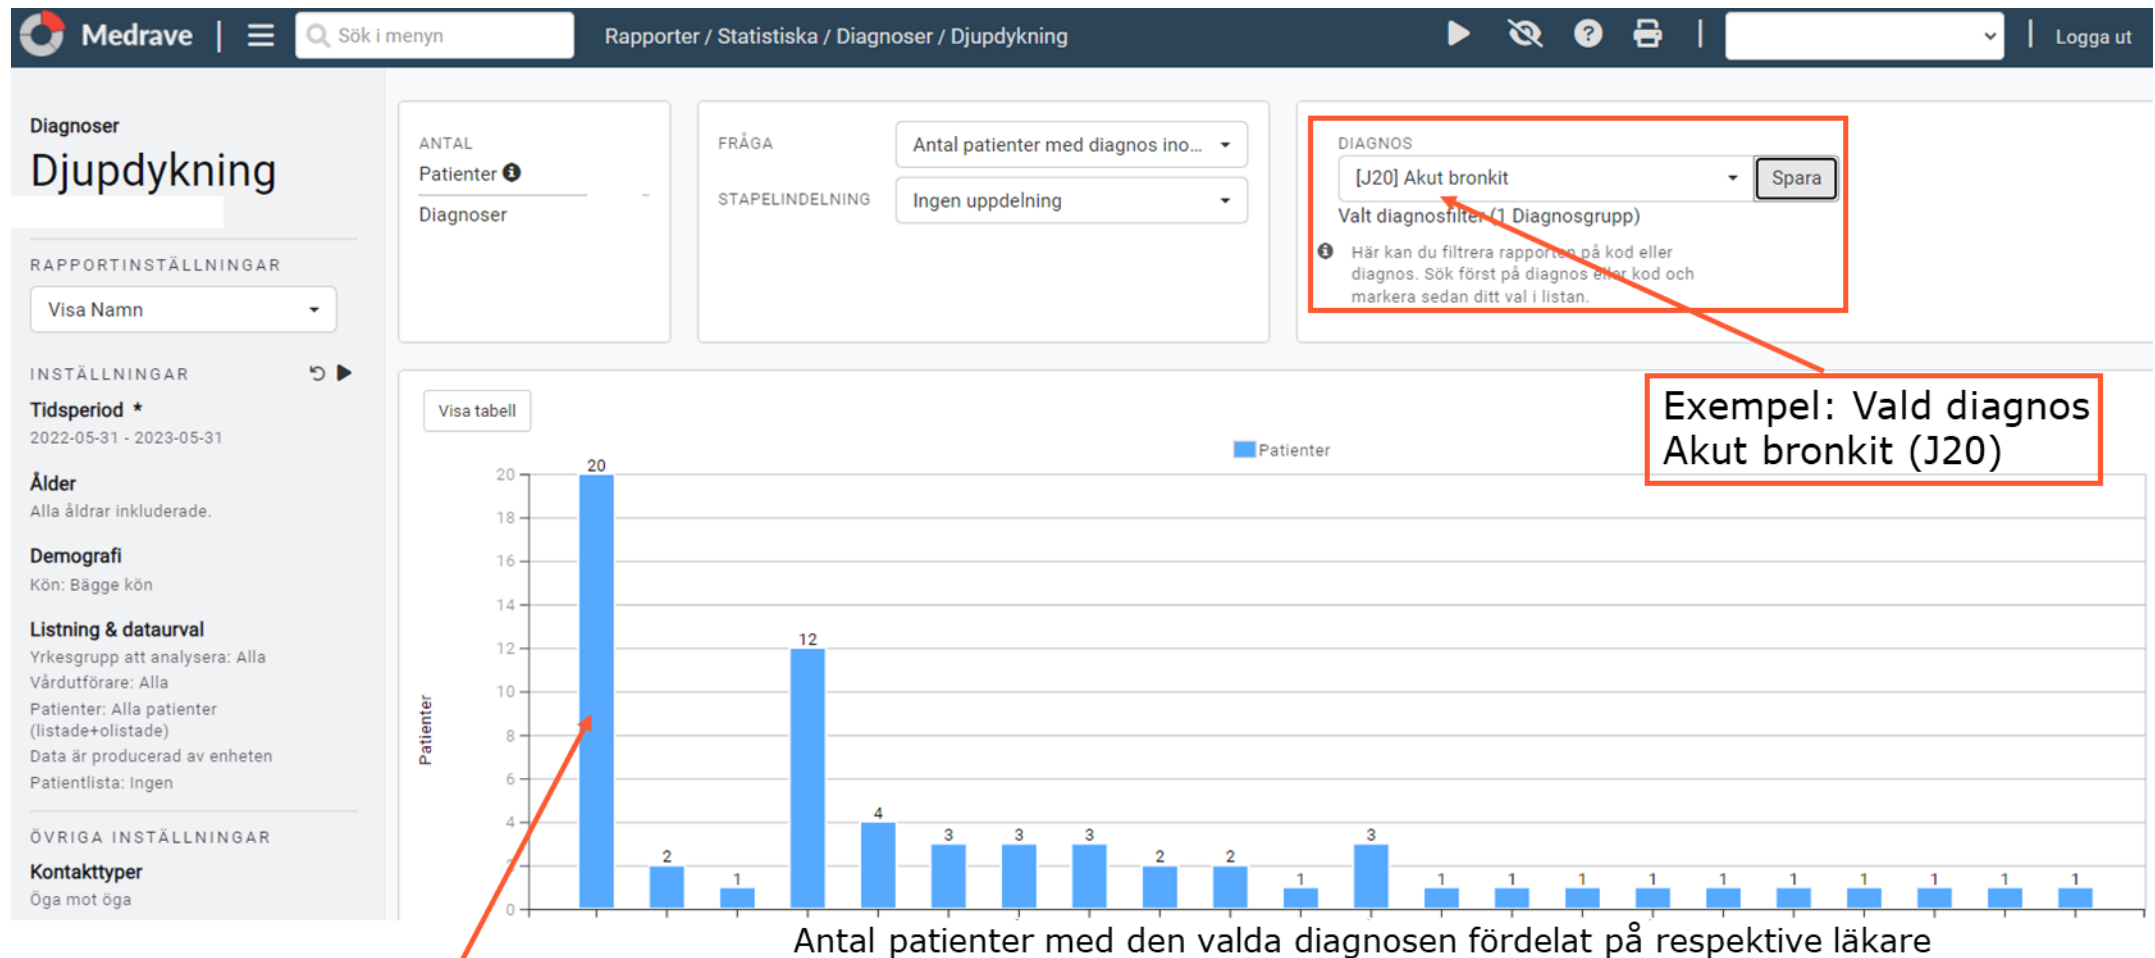 Medrave
Sök i menyn
Rapporter / Statistiska / Diagnoser / Djupdykning
Logga ut
Diagnoser
Djupdykning
RAPPORTINSTÄLLNINGAR
Visa Namn
INSTÄLLNINGAR
Tidsperiod *
2022-05-31 - 2023-05-31
Ålder
Alla åldrar inkluderade.
Demografi
Kön: Bägge kön
Listning & dataurval
Yrkesgrupp att analysera: Alla
Vårdutförare: Alla
Patienter: Alla patienter
(listade+olistade)
Data är producerad av enheten
Patientlista: Ingen
ÖVRIGA INSTÄLLNINGAR
Kontakttyper
Öga mot öga
ANTAL
Patienter
Diagnoser
–
FRÅGA
Antal patienter med diagnos ino...
STAPELINDELNING
Ingen uppdelning
DIAGNOS
[J20] Akut bronkit
Spara
Valt diagnosfilter (1 Diagnosgrupp)
Här kan du filtrera rapporten på kod eller
diagnos. Sök först på diagnos eller kod och
markera sedan ditt val i listan.
Exempel: Vald diagnos
Akut bronkit (J20)
Visa tabell
Patienter
Patienter
20
18
16
14
12
10
8
6
4
2
0
20 2 1 12 4 3 3 3 2 2 1 3 1 1 1 1 1 1 1 1 1 1
Antal patienter med den valda diagnosen fördelat på respektive läkare